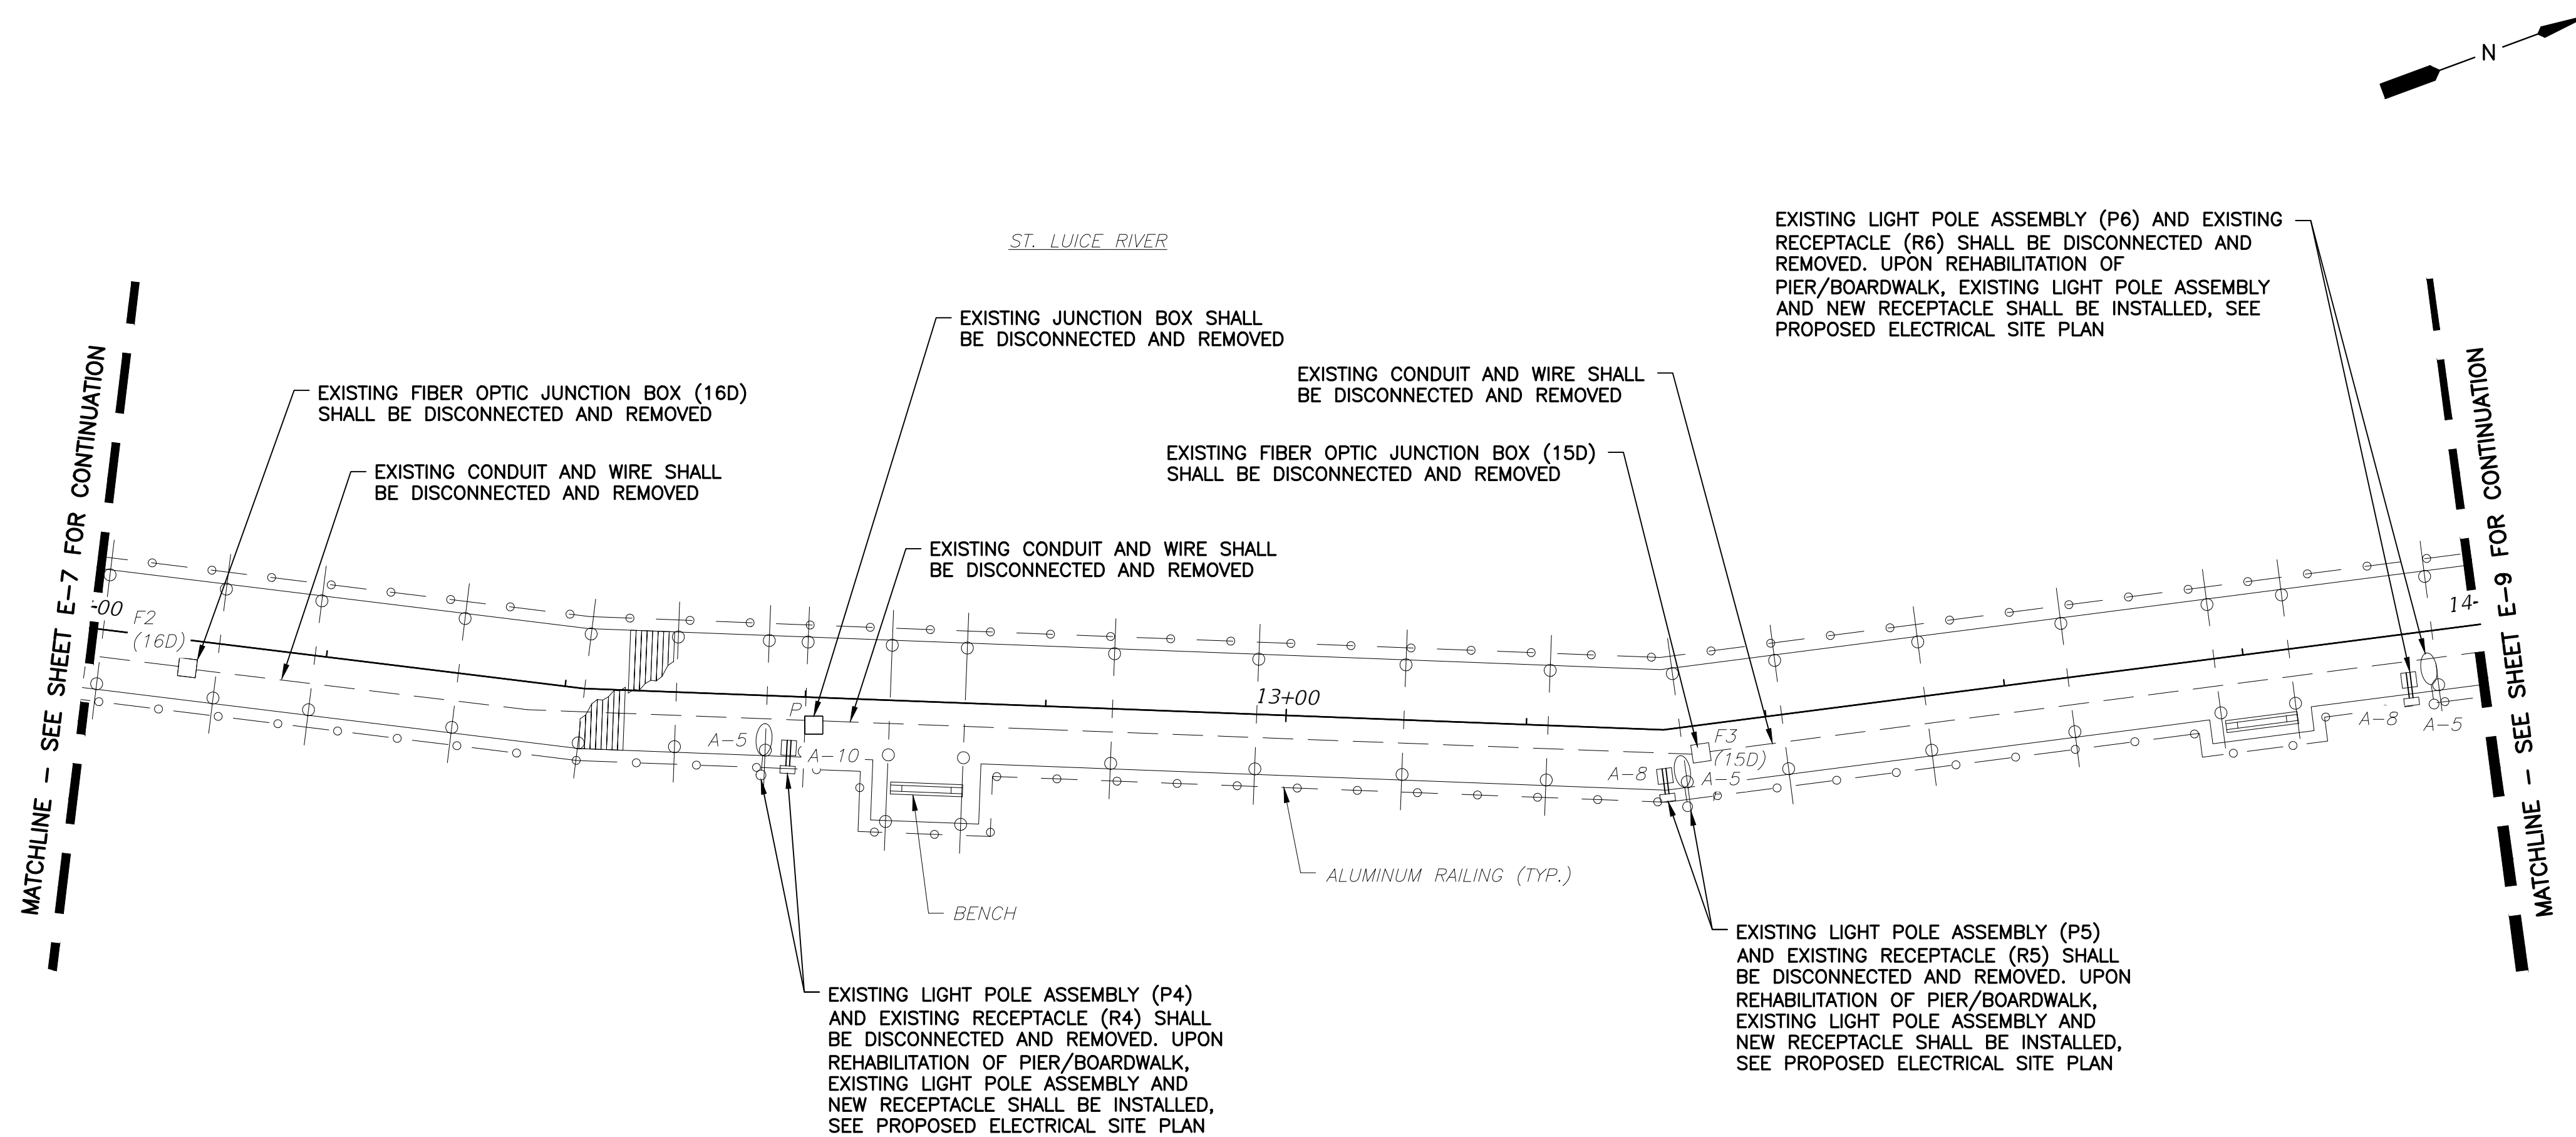 N
ST. LUICE RIVER
EXISTING LIGHT POLE ASSEMBLY (P6) AND EXISTING
RECEPTACLE (R6) SHALL BE DISCONNECTED AND
REMOVED. UPON REHABILITATION OF
PIER/BOARDWALK, EXISTING LIGHT POLE ASSEMBLY
AND NEW RECEPTACLE SHALL BE INSTALLED, SEE
PROPOSED ELECTRICAL SITE PLAN
EXISTING JUNCTION BOX SHALL
BE DISCONNECTED AND REMOVED
EXISTING CONDUIT AND WIRE SHALL
BE DISCONNECTED AND REMOVED
EXISTING FIBER OPTIC JUNCTION BOX (16D)
SHALL BE DISCONNECTED AND REMOVED
EXISTING FIBER OPTIC JUNCTION BOX (15D)
SHALL BE DISCONNECTED AND REMOVED
EXISTING CONDUIT AND WIRE SHALL
BE DISCONNECTED AND REMOVED
EXISTING CONDUIT AND WIRE SHALL
BE DISCONNECTED AND REMOVED
MATCHLINE - SEE SHEET E-7 FOR CONTINUATION
MATCHLINE - SEE SHEET E-9 FOR CONTINUATION
-00
F2
(16D)
14-
13+00
P
A-5
A-10
F3
(15D)
A-8
A-5
A-8
A-5
ALUMINUM RAILING (TYP.)
BENCH
EXISTING LIGHT POLE ASSEMBLY (P5)
AND EXISTING RECEPTACLE (R5) SHALL
BE DISCONNECTED AND REMOVED. UPON
REHABILITATION OF PIER/BOARDWALK,
EXISTING LIGHT POLE ASSEMBLY AND
NEW RECEPTACLE SHALL BE INSTALLED,
SEE PROPOSED ELECTRICAL SITE PLAN
EXISTING LIGHT POLE ASSEMBLY (P4)
AND EXISTING RECEPTACLE (R4) SHALL
BE DISCONNECTED AND REMOVED. UPON
REHABILITATION OF PIER/BOARDWALK,
EXISTING LIGHT POLE ASSEMBLY AND
NEW RECEPTACLE SHALL BE INSTALLED,
SEE PROPOSED ELECTRICAL SITE PLAN